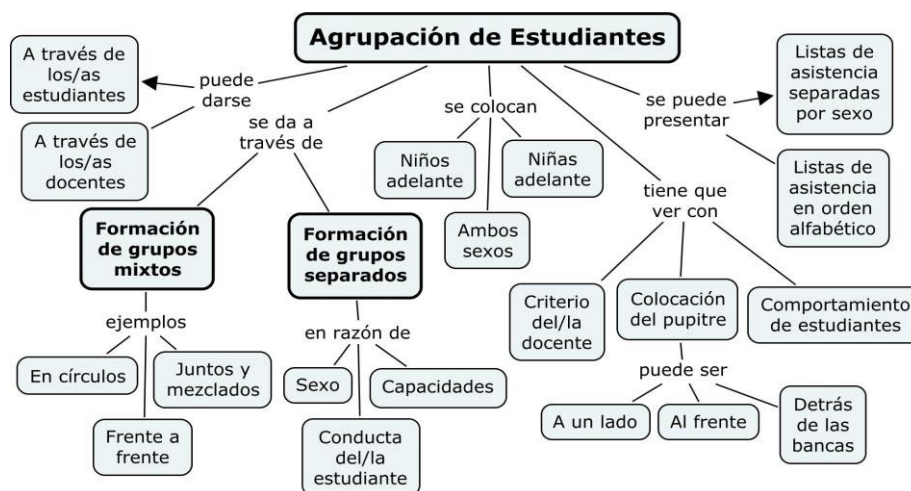 Agrupación de Estudiantes
A través de
los/as
estudiantes
puede
darse
A través de
los/as
docentes
se da a
través de
Formación
de grupos
mixtos
ejemplos
En círculos
Frente a
frente
Juntos y
mezclados
Formación
de grupos
separados
en razón de
Sexo
Conducta
del/la
estudiante
Capacidades
se colocan
Niños
adelante
Ambos
sexos
Niñas
adelante
tiene que
ver con
Criterio
del/la
docente
Colocación
del pupitre
puede ser
A un lado
Al frente
Detrás
de las
bancas
Comportamiento
de estudiantes
se puede
presentar
Listas de
asistencia
separadas
por sexo
Listas de
asistencia
en orden
alfabético